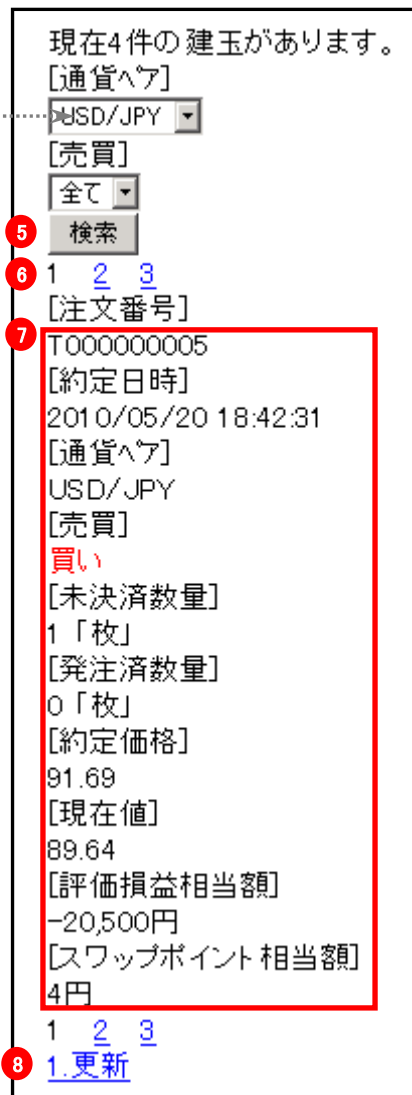 現在4件の建玉があります。
[通貨ペア]
USD/JPY
[売買]
全て
5 検索
6 1 2 3
[注文番号]
7
T000000005
[約定日時]
2010/05/20 18:42:31
[通貨ペア]
USD/JPY
[売買]
買い
[未決済数量]
1「枚」
[発注済数量]
0「枚」
[約定価格]
91.69
[現在値]
89.64
[評価損益相当額]
-20,500円
[スワップポイント相当額]
4円
1 2 3
8 1.更新